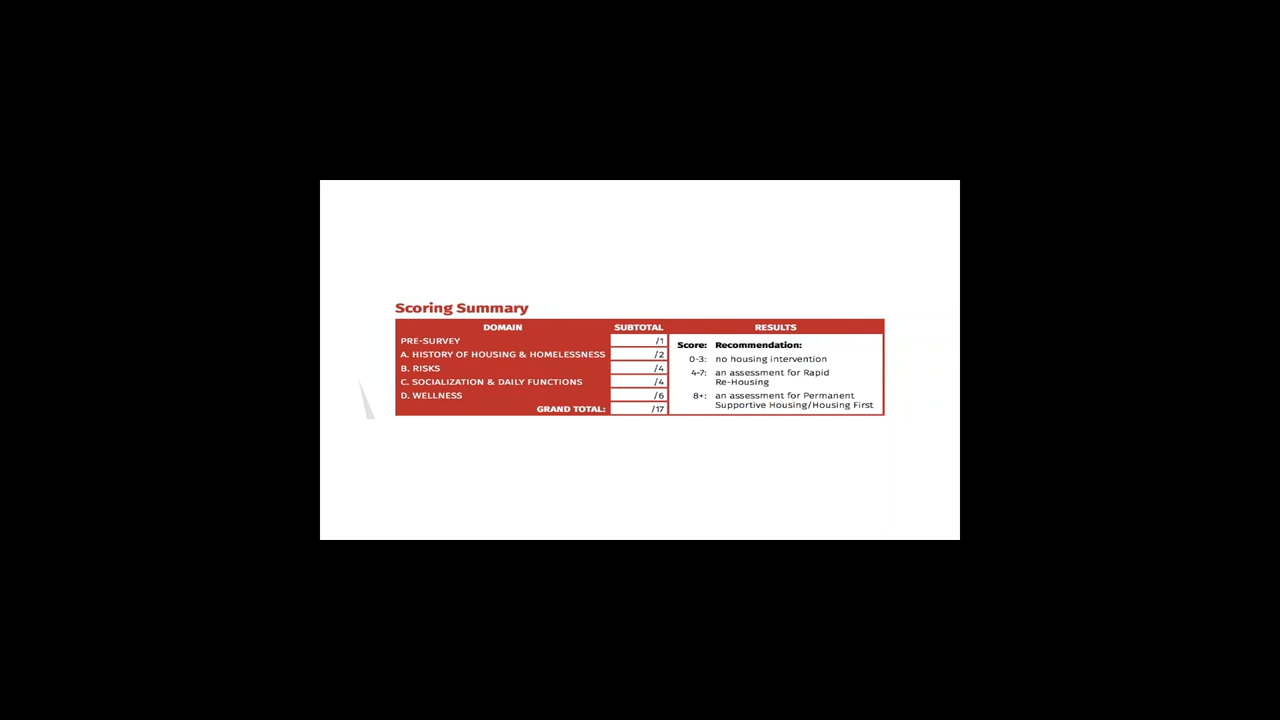 Scoring Summary
DOMAIN SUBTOTAL RESULTS
PRE-SURVEY /1
A. HISTORY OF HOUSING & HOMELESSNESS /2
B. RISKS /4
C. SOCIALIZATION & DAILY FUNCTIONS /4
D. WELLNESS /6
GRAND TOTAL: /17
Score: Recommendation:
0-3: no housing intervention
4-7: an assessment for Rapid
Re-Housing
8+: an assessment for Permanent
Supportive Housing/Housing First